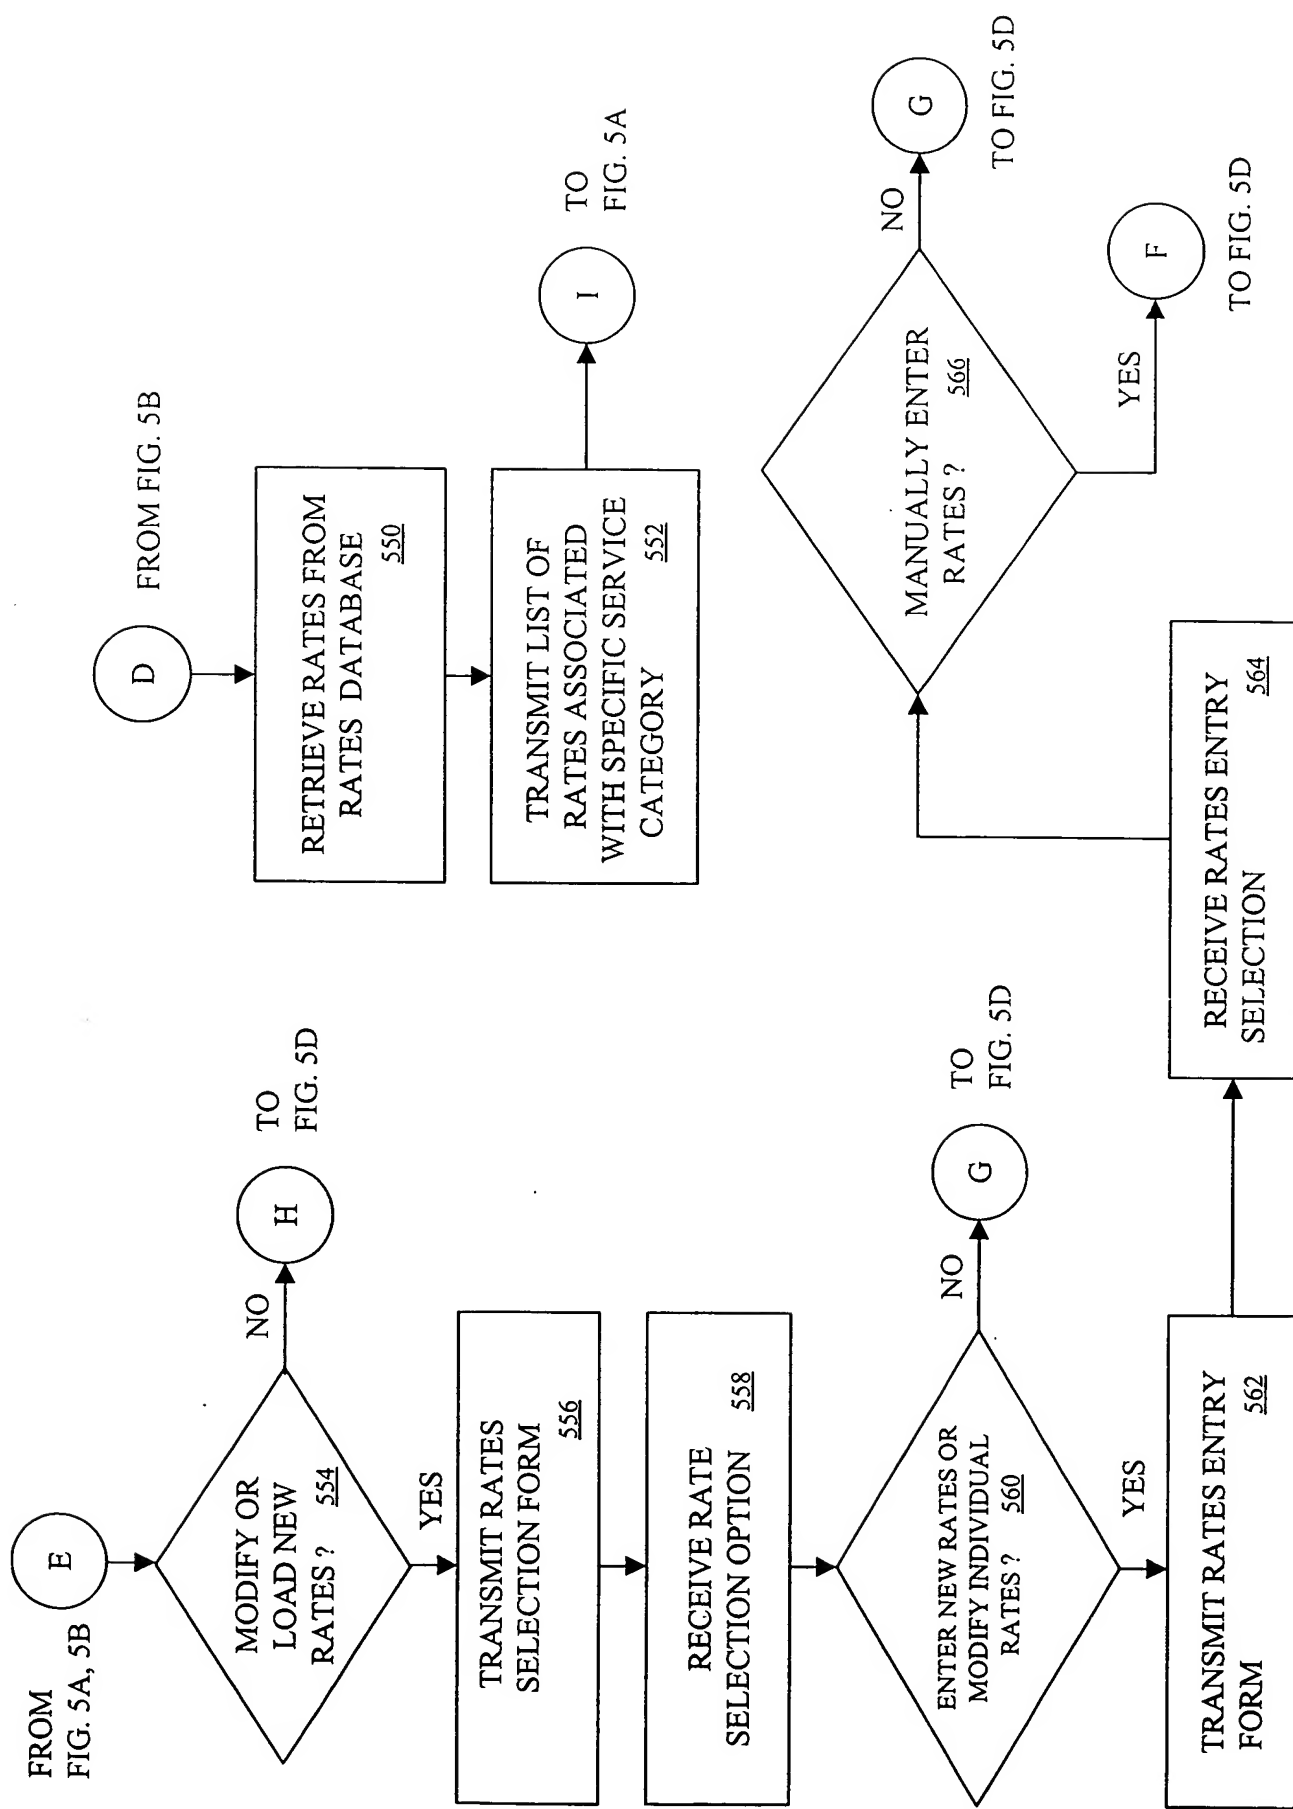 FROM
FIG. 5A, 5B
E
MODIFY OR
LOAD NEW
RATES ? 554
NO
H
TO
FIG. 5D
YES
TRANSMIT RATES
SELECTION FORM 556
RECEIVE RATE
SELECTION OPTION 558
ENTER NEW RATES OR
MODIFY INDIVIDUAL
RATES ? 560
NO
G
TO
FIG. 5D
YES
TRANSMIT RATES ENTRY
FORM 562
D
FROM FIG. 5B
RETRIEVE RATES FROM
RATES DATABASE
550
TRANSMIT LIST OF
RATES ASSOCIATED
WITH SPECIFIC SERVICE
CATEGORY 552
I
TO
FIG. 5A
RECEIVE RATES ENTRY
SELECTION 564
MANUALLY ENTER
RATES ? 566
NO
G
TO FIG. 5D
YES
F
TO FIG. 5D